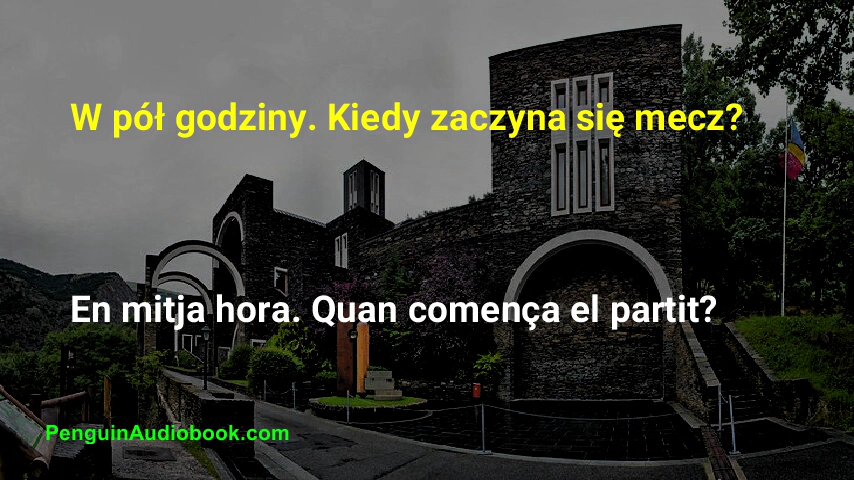 W pół godziny. Kiedy zaczyna się mecz?
En mitja hora. Quan comença el partit?
PenguinAudiobook.com